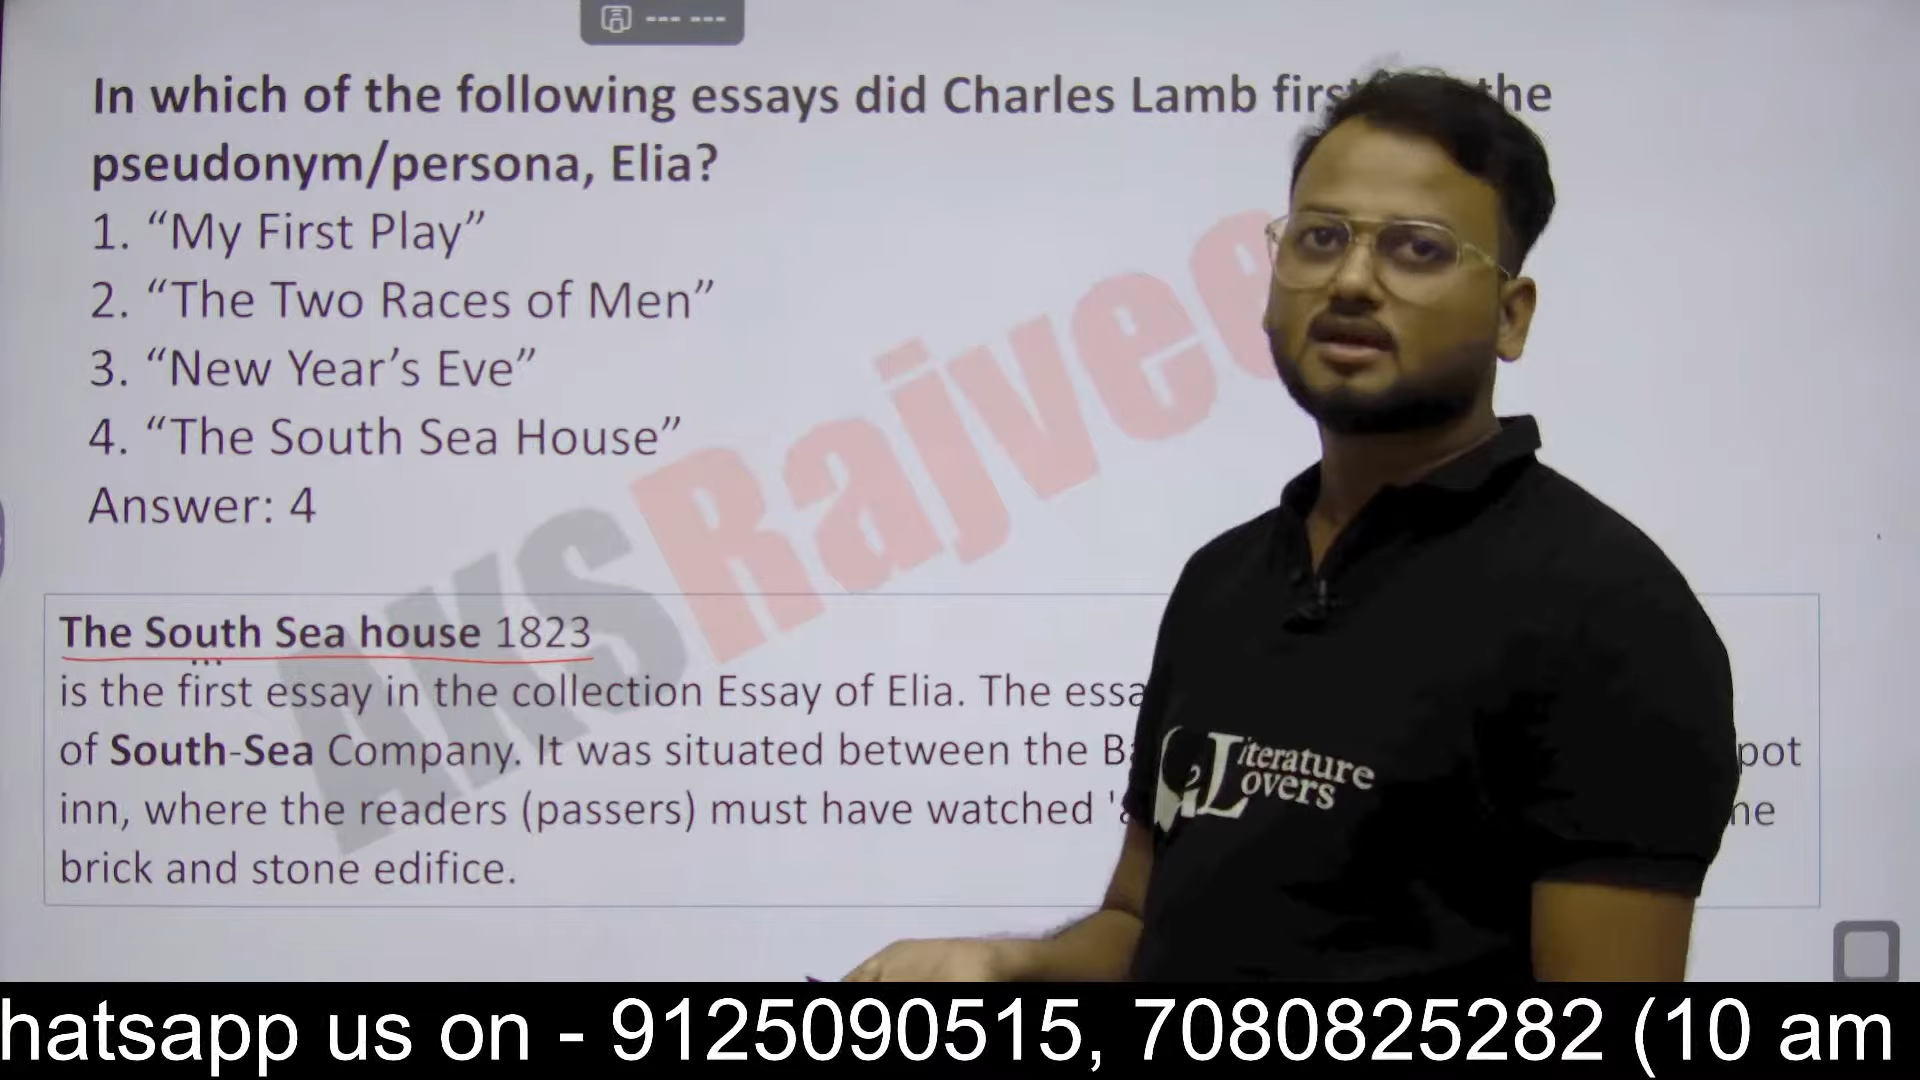 In which of the following essays did Charles Lamb first the
pseudonym/persona, Elia?
1. “My First Play”
2. “The Two Races of Men”
3. “New Year’s Eve”
4. “The South Sea House”
Answer: 4
AKSRajvee
The South Sea house 1823
is the first essay in the collection Essay of Elia. The essa
of South-Sea Company. It was situated between the Ba pot
inn, where the readers (passers) must have watched ' ne
brick and stone edifice.
Literature
Lovers
hatsapp us on - 9125090515, 7080825282 (10 am